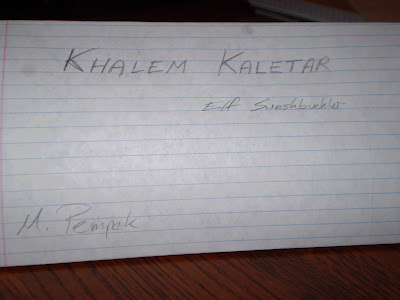 KHALEM KALETAR
Elf Swashbuckler
M. Pempek